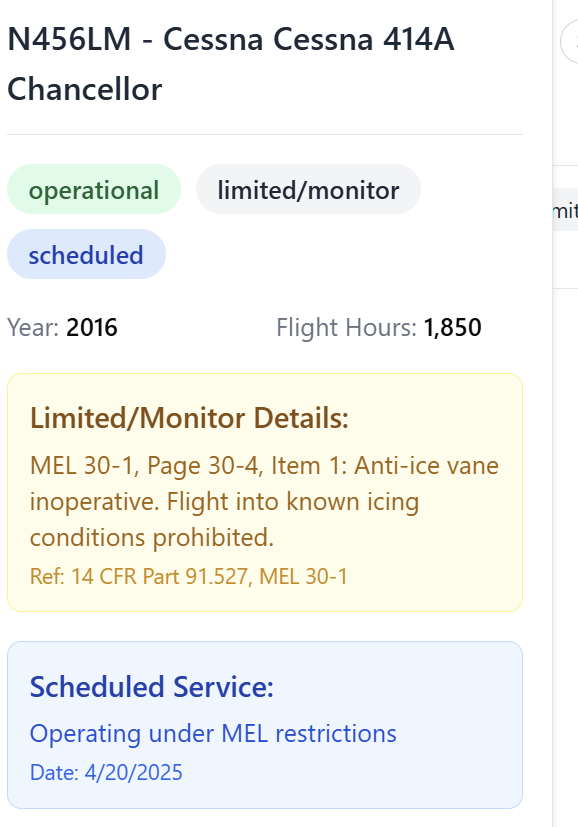 N456LM - Cessna Cessna 414A
Chancellor
operational
limited/monitor
scheduled
Year: 2016
Flight Hours: 1,850
Limited/Monitor Details:
MEL 30-1, Page 30-4, Item 1: Anti-ice vane
inoperative. Flight into known icing
conditions prohibited.
Ref: 14 CFR Part 91.527, MEL 30-1
Scheduled Service:
Operating under MEL restrictions
Date: 4/20/2025